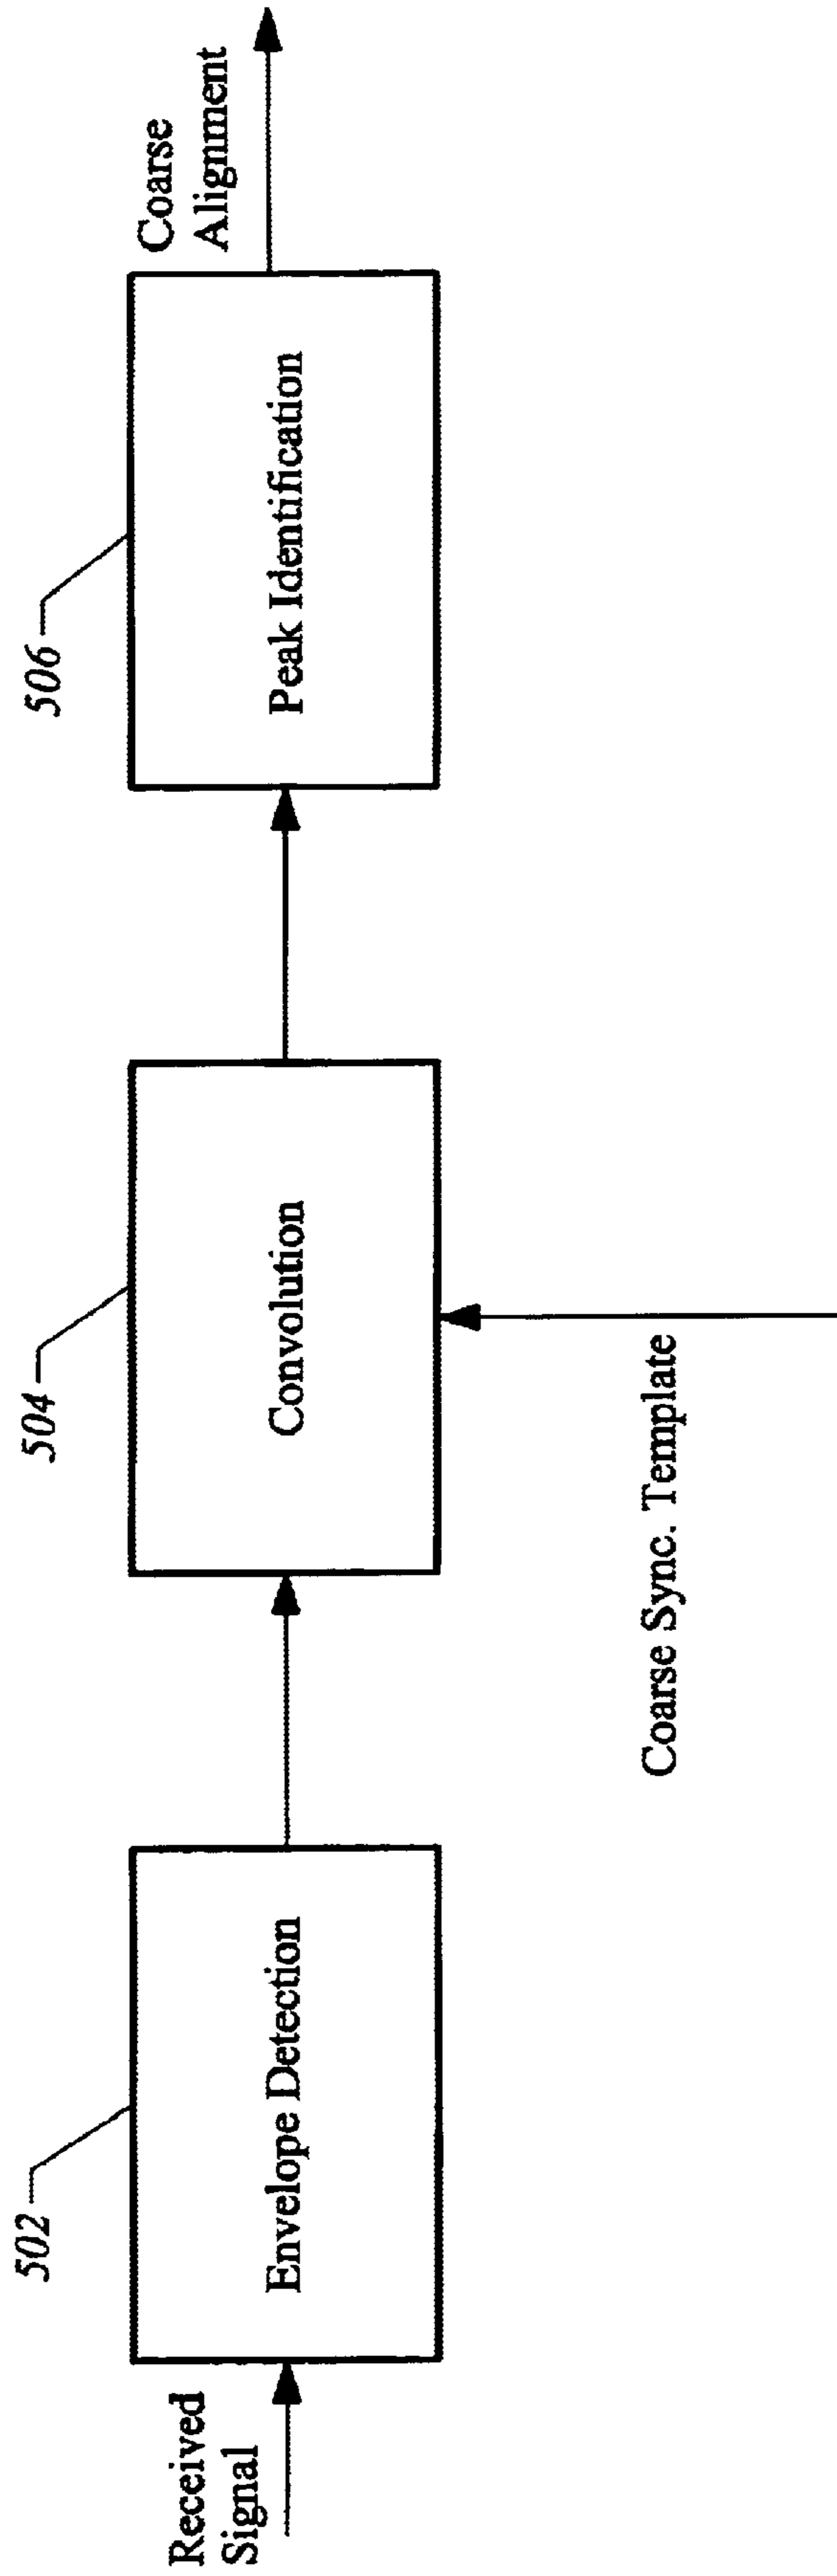 502
504
506
Received
Signal
Envelope Detection
Convolution
Peak Identification
Coarse
Alignment
Coarse Sync. Template